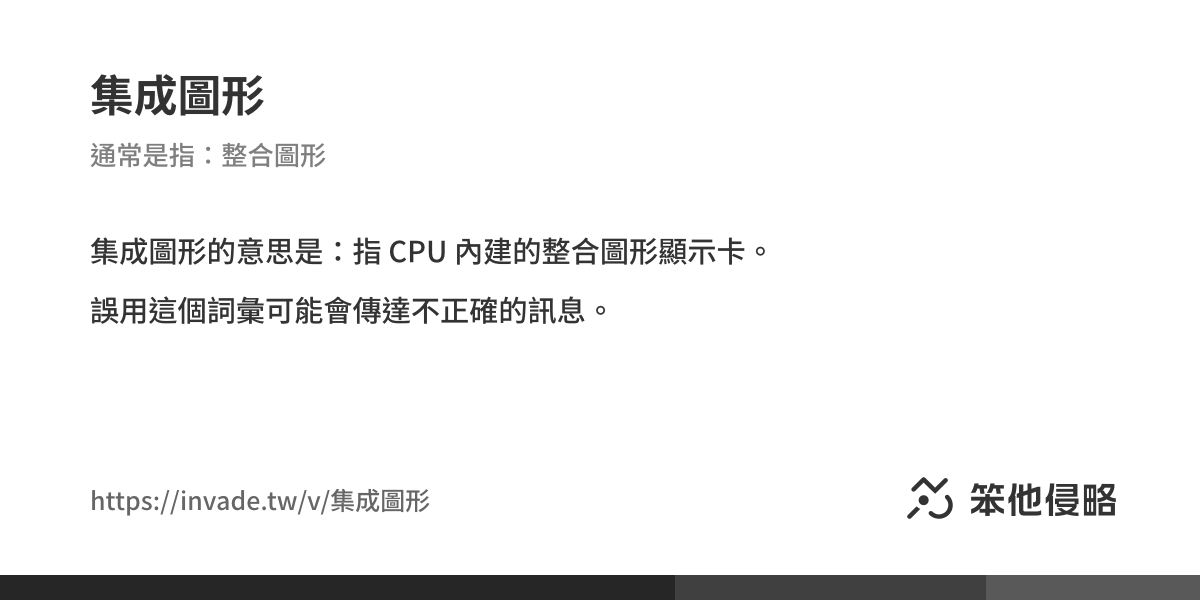 集成圖形
通常是指：整合圖形
集成圖形的意思是：指 CPU 內建的整合圖形顯示卡。
誤用這個詞彙可能會傳達不正確的訊息。
https://invade.tw/v/集成圖形
笨他侵略